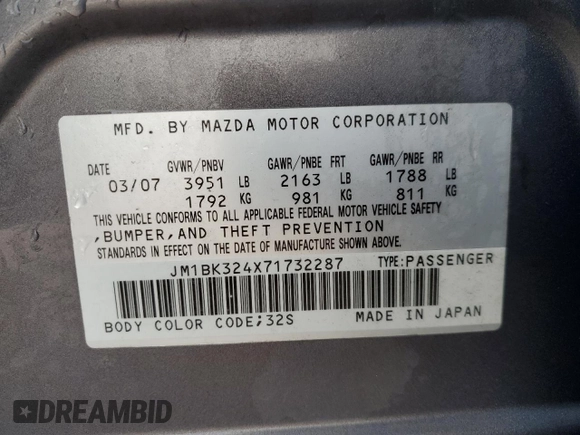 MFD. BY MAZDA MOTOR CORPORATION
DATE GVWR/PNBV GAWR/PNBE FRT GAWR/PNBE RR
03/07 3951 LB 2163 LB 1788 LB
1792 KG 981 KG 811 KG
THIS VEHICLE CONFORMS TO ALL APPLICABLE FEDERAL MOTOR VEHICLE SAFETY
,BUMPER,AND THEFT PREVENTION
STANDARDS IN EFFECT ON THE DATE OF MANUFACTURE SHOWN ABOVE.
JM1BK324X71732287 TYPE:PASSENGER
BODY COLOR CODE;32S MADE IN JAPAN
DREAMBID